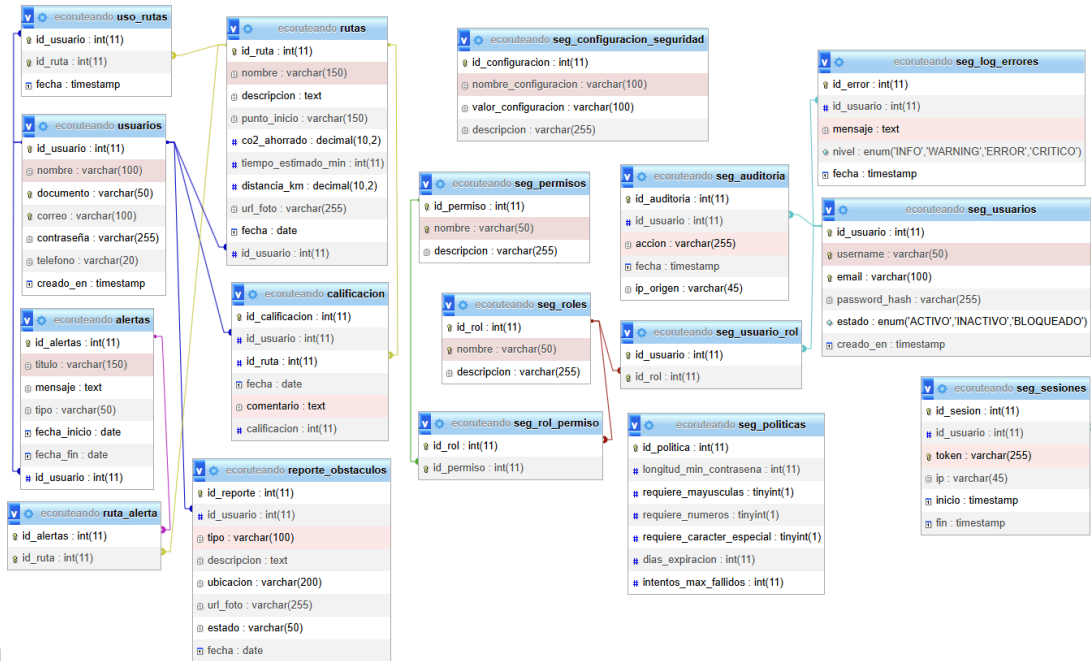 ecoruteando uso_rutas
id_usuario : int(11)
id_ruta : int(11)
fecha : timestamp
ecoruteando rutas
id_ruta : int(11)
nombre : varchar(150)
descripcion : text
punto_inicio : varchar(150)
co2_ahorrado : decimal(10,2)
tiempo_estimado_min : int(11)
distancia_km : decimal(10,2)
url_foto : varchar(255)
fecha : date
id_usuario : int(11)
ecoruteando usuarios
id_usuario : int(11)
nombre : varchar(100)
documento : varchar(50)
correo : varchar(100)
contraseña : varchar(255)
telefono : varchar(20)
creado_en : timestamp
ecoruteando alertas
id_alertas : int(11)
titulo : varchar(150)
mensaje : text
tipo : varchar(50)
fecha_inicio : date
fecha_fin : date
id_usuario : int(11)
ecoruteando ruta_alerta
id_alertas : int(11)
id_ruta : int(11)
ecoruteando calificacion
id_calificacion : int(11)
id_usuario : int(11)
id_ruta : int(11)
fecha : date
comentario : text
calificacion : int(11)
ecoruteando reporte_obstaculos
id_reporte : int(11)
id_usuario : int(11)
tipo : varchar(100)
descripcion : text
ubicacion : varchar(200)
url_foto : varchar(255)
estado : varchar(50)
fecha : date
ecoruteando seg_configuracion_seguridad
id_configuracion : int(11)
nombre_configuracion : varchar(100)
valor_configuracion : varchar(100)
descripcion : varchar(255)
ecoruteando seg_permisos
id_permiso : int(11)
nombre : varchar(50)
descripcion : varchar(255)
ecoruteando seg_roles
id_rol : int(11)
nombre : varchar(50)
descripcion : varchar(255)
ecoruteando seg_rol_permiso
id_rol : int(11)
id_permiso : int(11)
ecoruteando seg_auditoria
id_auditoria : int(11)
id_usuario : int(11)
accion : varchar(255)
fecha : timestamp
ip_origen : varchar(45)
ecoruteando seg_usuario_rol
id_usuario : int(11)
id_rol : int(11)
ecoruteando seg_politicas
id_politica : int(11)
longitud_min_contrasena : int(11)
requiere_mayusculas : tinyint(1)
requiere_numeros : tinyint(1)
requiere_caracter_especial : tinyint(1)
dias_expiracion : int(11)
intentos_max_fallidos : int(11)
ecoruteando seg_log_errores
id_error : int(11)
id_usuario : int(11)
mensaje : text
nivel : enum('INFO','WARNING','ERROR','CRITICO')
fecha : timestamp
ecoruteando seg_usuarios
id_usuario : int(11)
username : varchar(50)
email : varchar(100)
password_hash : varchar(255)
estado : enum('ACTIVO','INACTIVO','BLOQUEADO')
creado_en : timestamp
ecoruteando seg_sesiones
id_sesion : int(11)
id_usuario : int(11)
token : varchar(255)
ip : varchar(45)
inicio : timestamp
fin : timestamp